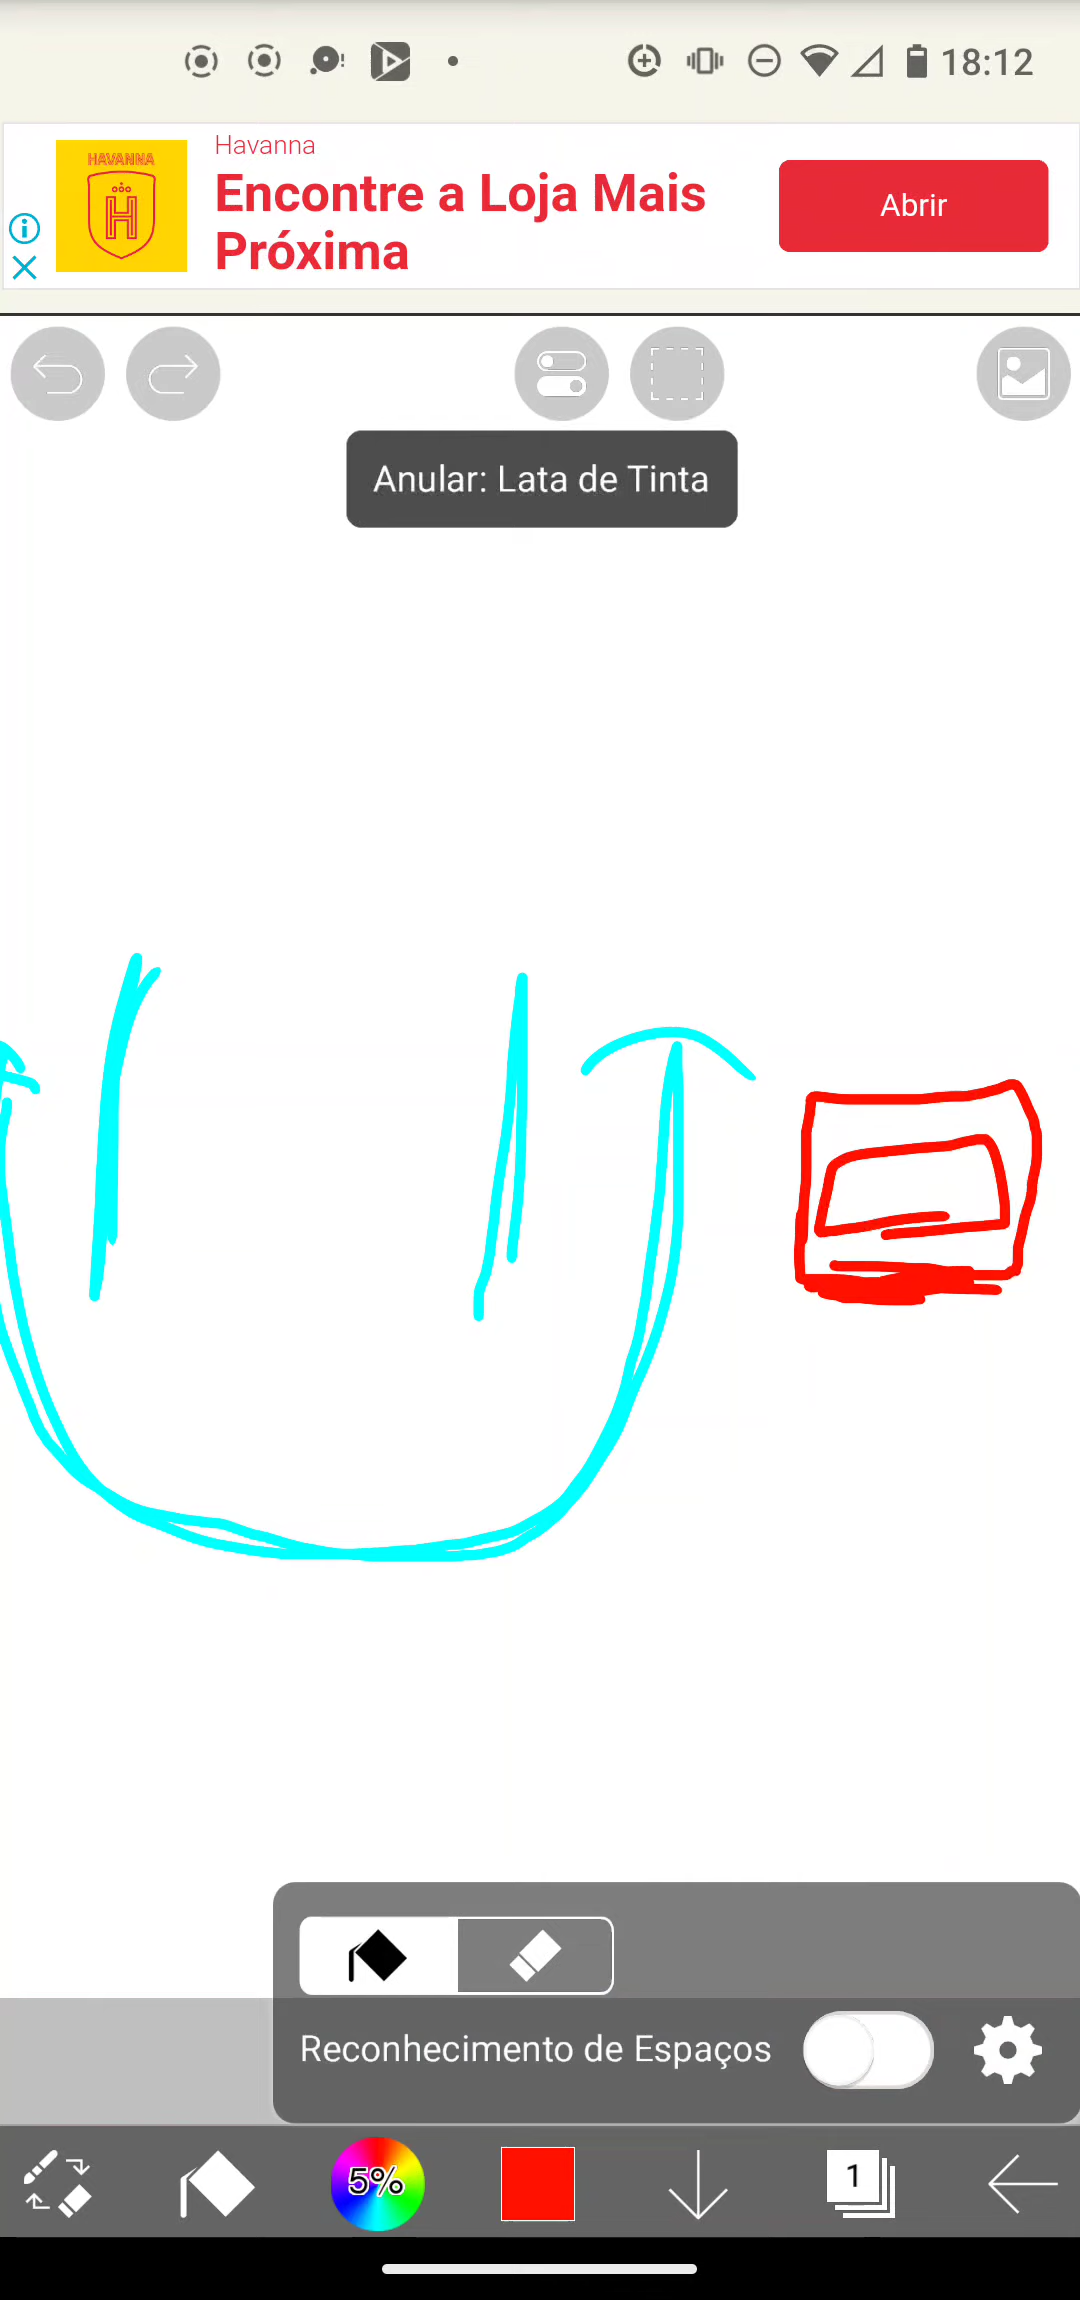 18:12
HAVANNA
H
Havanna
Encontre a Loja Mais
Próxima
Abrir
Anular: Lata de Tinta
Reconhecimento de Espaços
5%
1